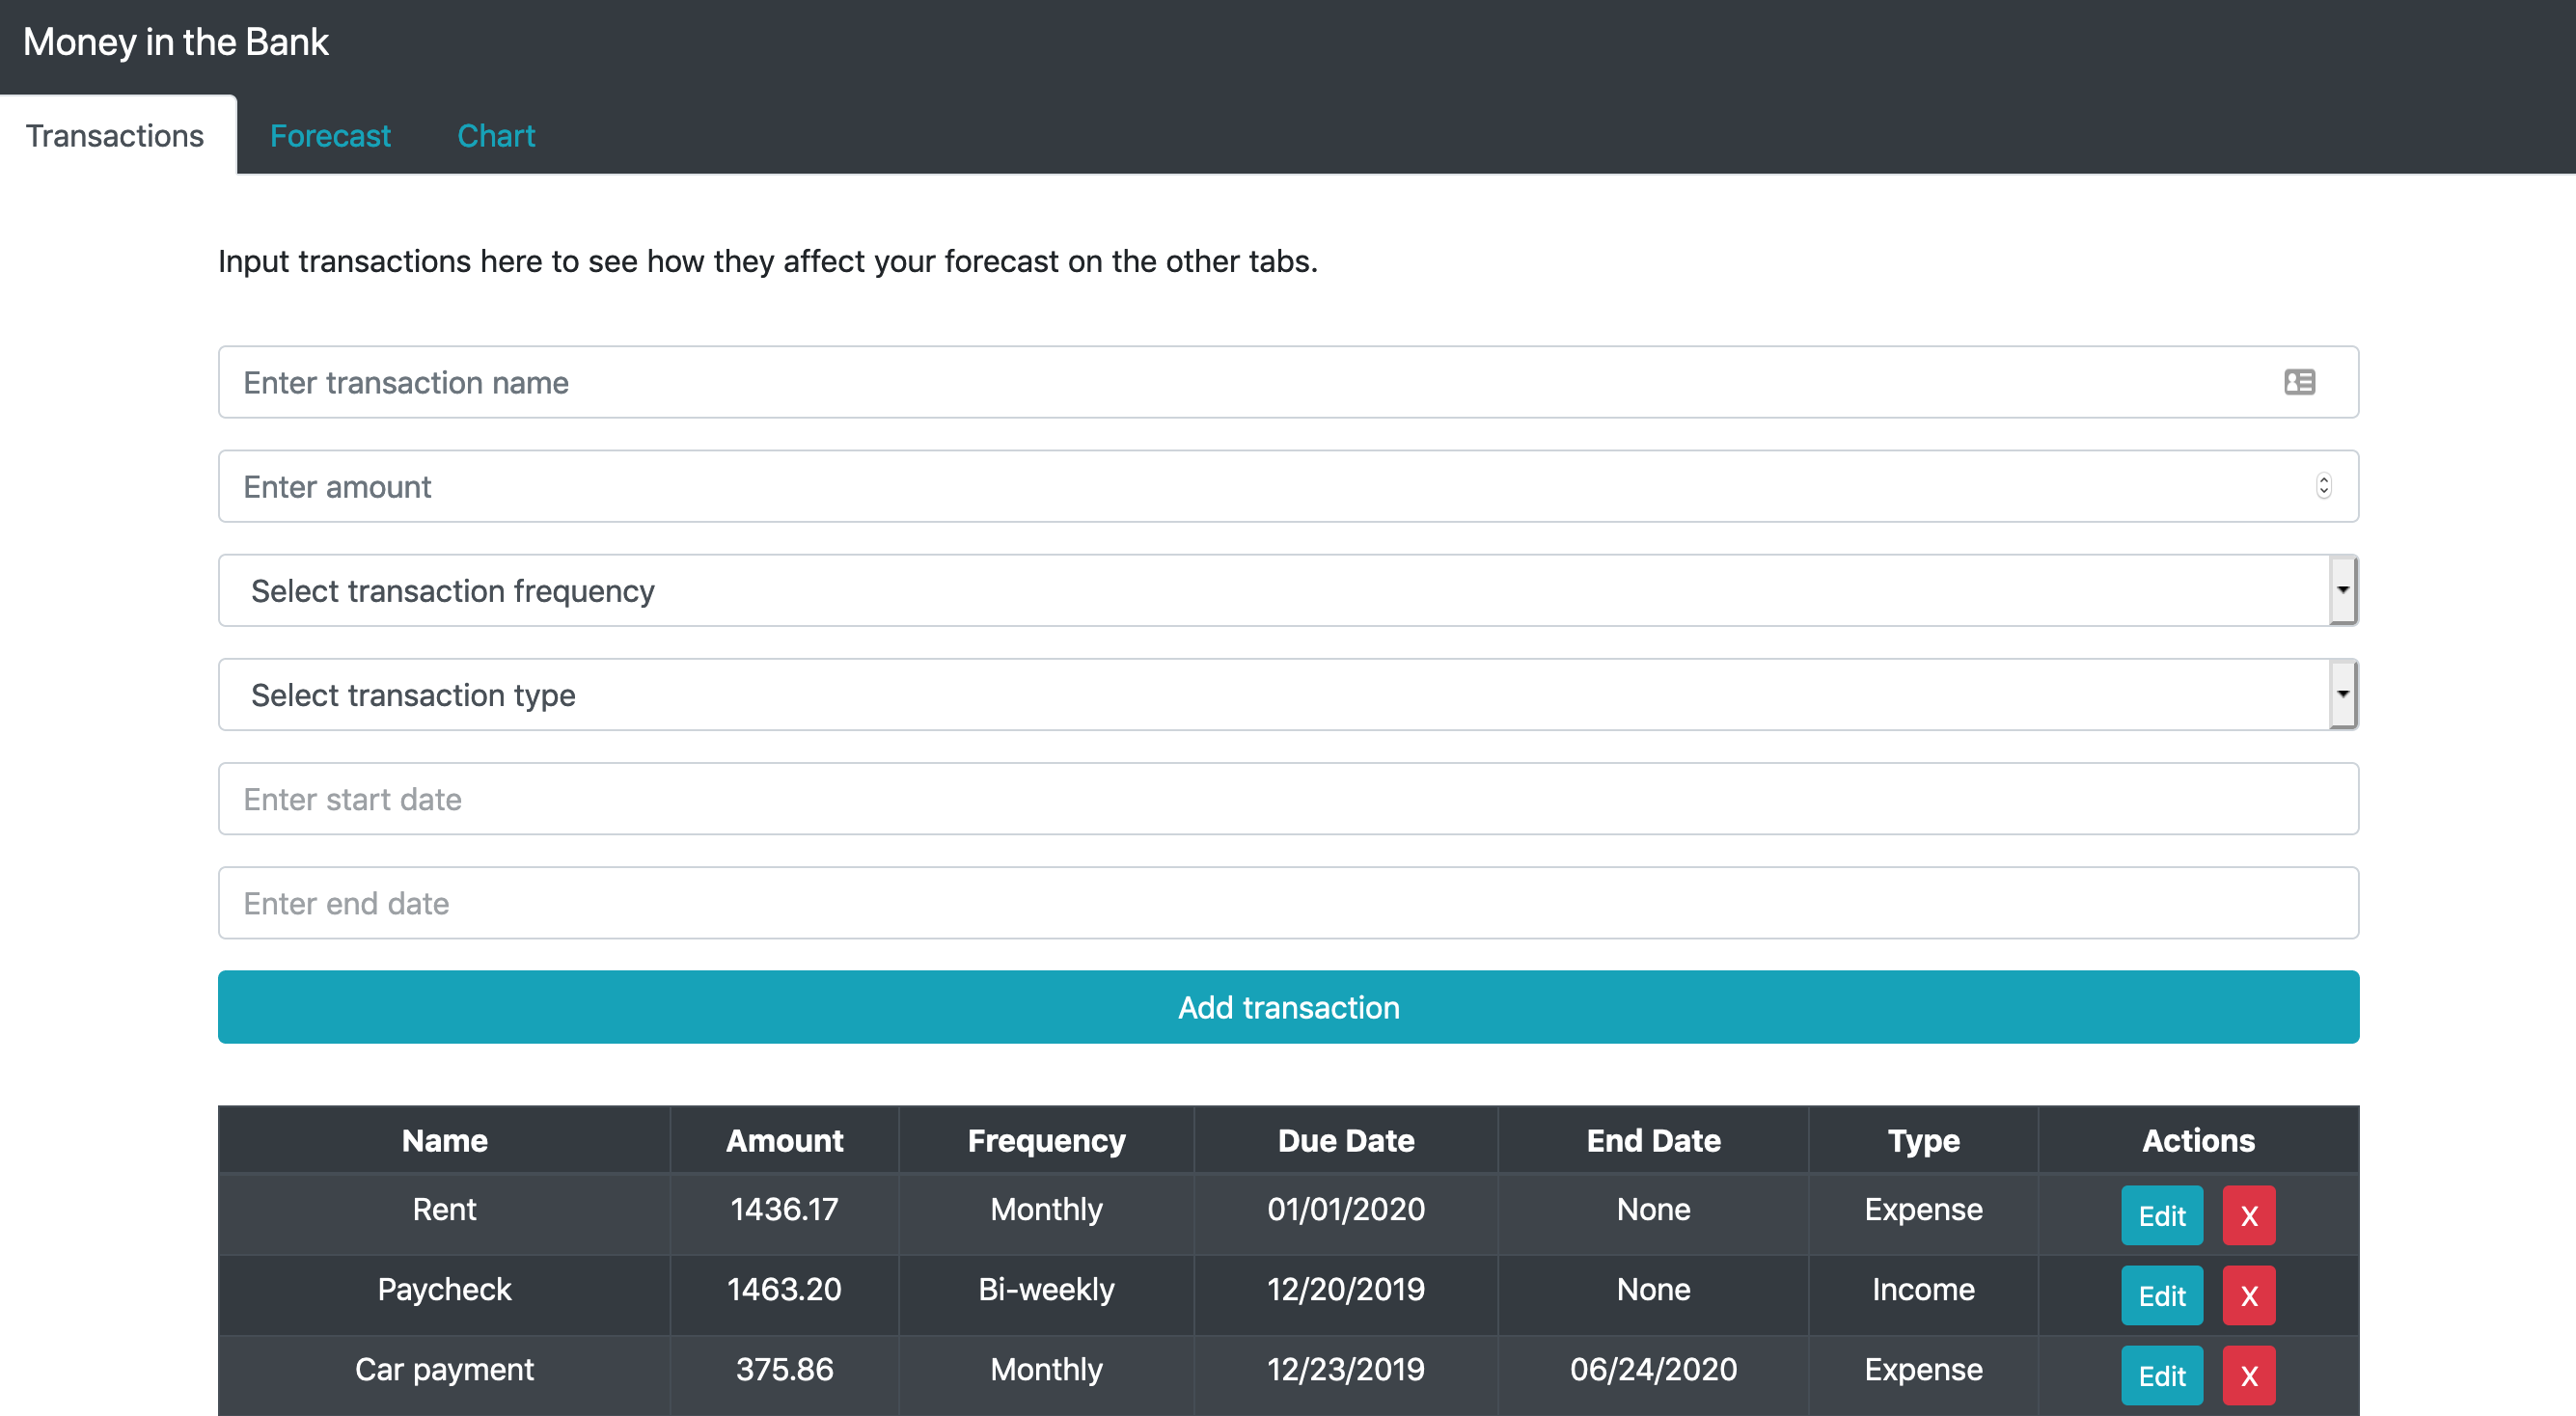 Money in the Bank
Transactions Forecast Chart
Input transactions here to see how they affect your forecast on the other tabs.
Enter transaction name
Enter amount
Select transaction frequency
Select transaction type
Enter start date
Enter end date
Add transaction
Name Amount Frequency Due Date End Date Type Actions
Rent 1436.17 Monthly 01/01/2020 None Expense Edit X
Paycheck 1463.20 Bi-weekly 12/20/2019 None Income Edit X
Car payment 375.86 Monthly 12/23/2019 06/24/2020 Expense Edit X